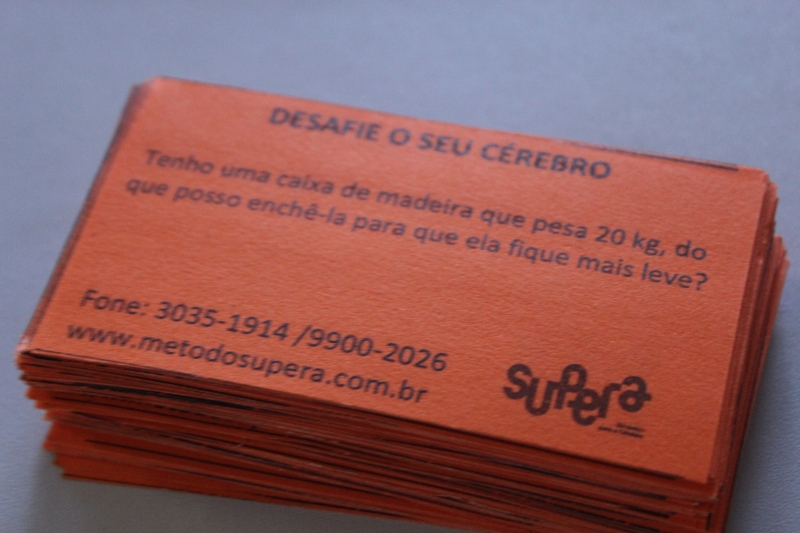 DESAFIE O SEU CÉREBRO
Tenho uma caixa de madeira que pesa 20 kg, do
que posso enchê-la para que ela fique mais leve?
Fone: 3035-1914 /9900-2026
www.metodosupera.com.br
supera